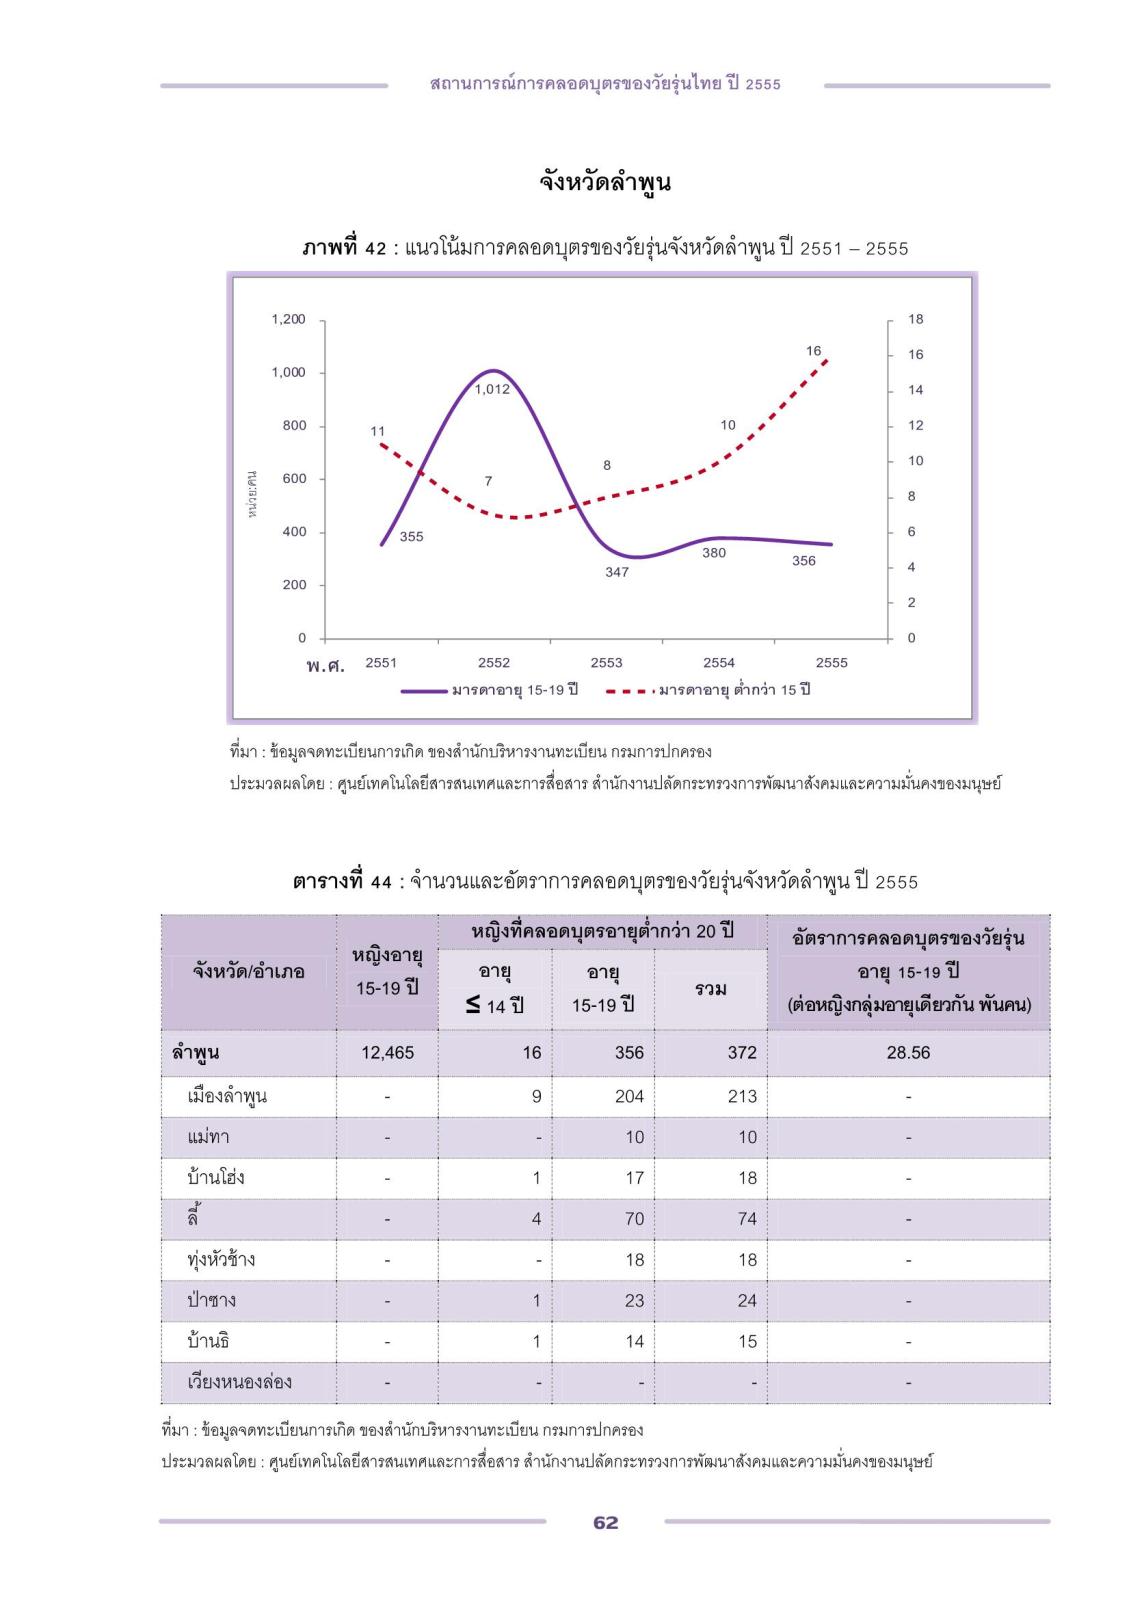 สถานการณ์การคลอดบุตรของวัยรุ่นไทย ปี 2555
จังหวัดลำพูน
ภาพที่ 42 : แนวโน้มการคลอดบุตรของวัยรุ่นจังหวัดลำพูน ปี 2551 – 2555
1,200 18
16 16
1,000 1,012 14
800 11 10 12
8 10
600 7
หน่วย:คน
8
400 355 380 356 6
347 4
200 2
0 0
พ.ศ. 2551 2552 2553 2554 2555
มารดาอายุ 15-19 ปี มารดาอายุ ต่ำกว่า 15 ปี
ที่มา : ข้อมูลจดทะเบียนการเกิด ของสำนักบริหารงานทะเบียน กรมการปกครอง
ประมวลผลโดย : ศูนย์เทคโนโลยีสารสนเทศและการสื่อสาร สำนักงานปลัดกระทรวงการพัฒนาสังคมและความมั่นคงของมนุษย์
ตารางที่ 44 : จำนวนและอัตราการคลอดบุตรของวัยรุ่นจังหวัดลำพูน ปี 2555
จังหวัด/อำเภอ
หญิงอายุ
15-19 ปี
หญิงที่คลอดบุตรอายุต่ำกว่า 20 ปี
อายุ
≤ 14 ปี
อายุ
15-19 ปี
รวม
อัตราการคลอดบุตรของวัยรุ่น
อายุ 15-19 ปี
(ต่อหญิงกลุ่มอายุเดียวกัน พันคน)
ลำพูน 12,465 16 356 372 28.56
เมืองลำพูน - 9 204 213 -
แม่ทา - - 10 10 -
บ้านโฮ่ง - 1 17 18 -
ลี้ - 4 70 74 -
ทุ่งหัวช้าง - - 18 18 -
ป่าซาง - 1 23 24 -
บ้านธิ - 1 14 15 -
เวียงหนองล่อง - - - - -
ที่มา : ข้อมูลจดทะเบียนการเกิด ของสำนักบริหารงานทะเบียน กรมการปกครอง
ประมวลผลโดย : ศูนย์เทคโนโลยีสารสนเทศและการสื่อสาร สำนักงานปลัดกระทรวงการพัฒนาสังคมและความมั่นคงของมนุษย์
62